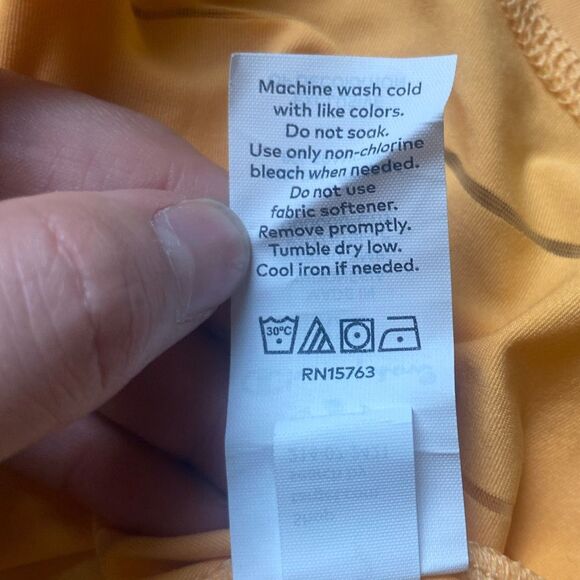 Machine wash cold
with like colors.
Do not soak.
Use only non-chlorine
bleach when needed.
Do not use
fabric softener.
Remove promptly.
Tumble dry low.
Cool iron if needed.
30°C
RN15763